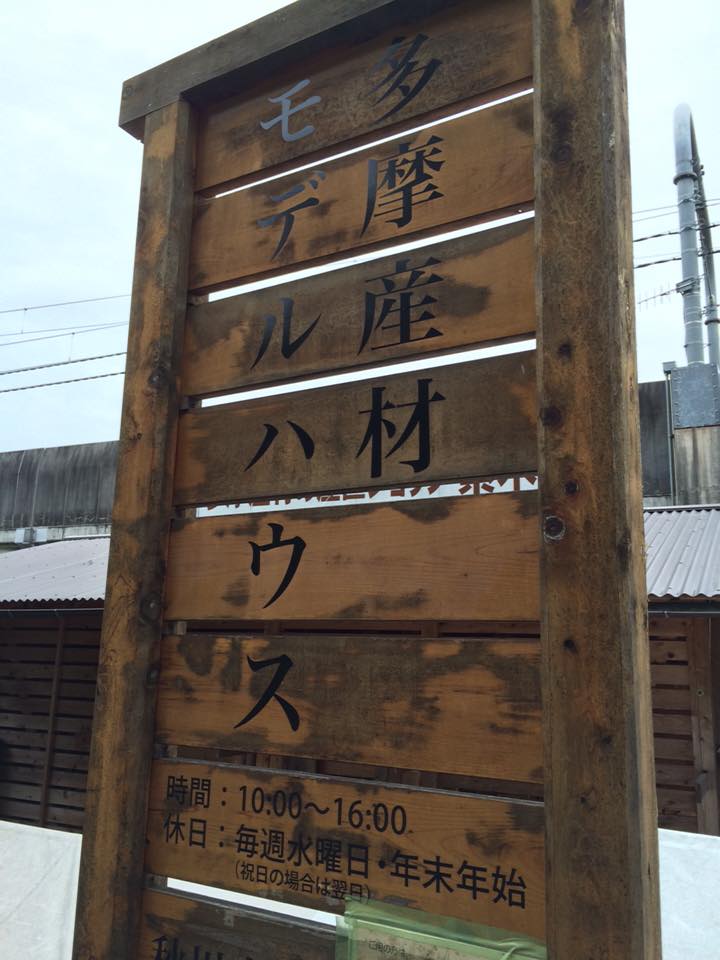 多摩産材
モデルハウス
時間：10:00〜16:00
休日：毎週水曜日・年末年始
（祝日の場合は翌日）